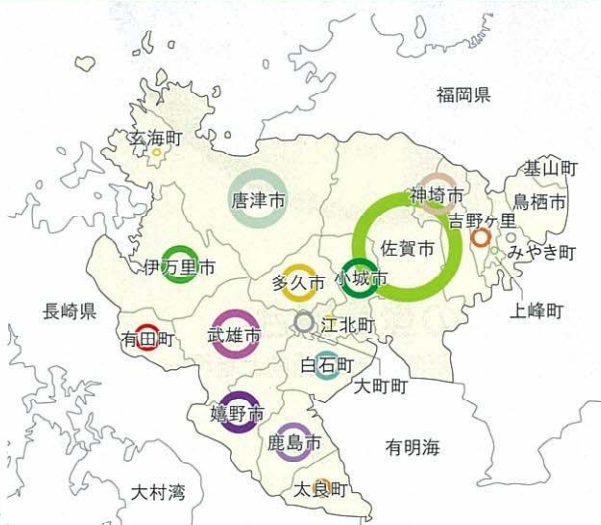 福岡県
玄海町
基山町
神埼市
鳥栖市
唐津市
吉野ヶ里
佐賀市
みやき町
伊万里市
多久市
小城市
上峰町
長崎県
有田町
武雄市
江北町
白石町
大町町
嬉野市
鹿島市
有明海
太良町
大村湾